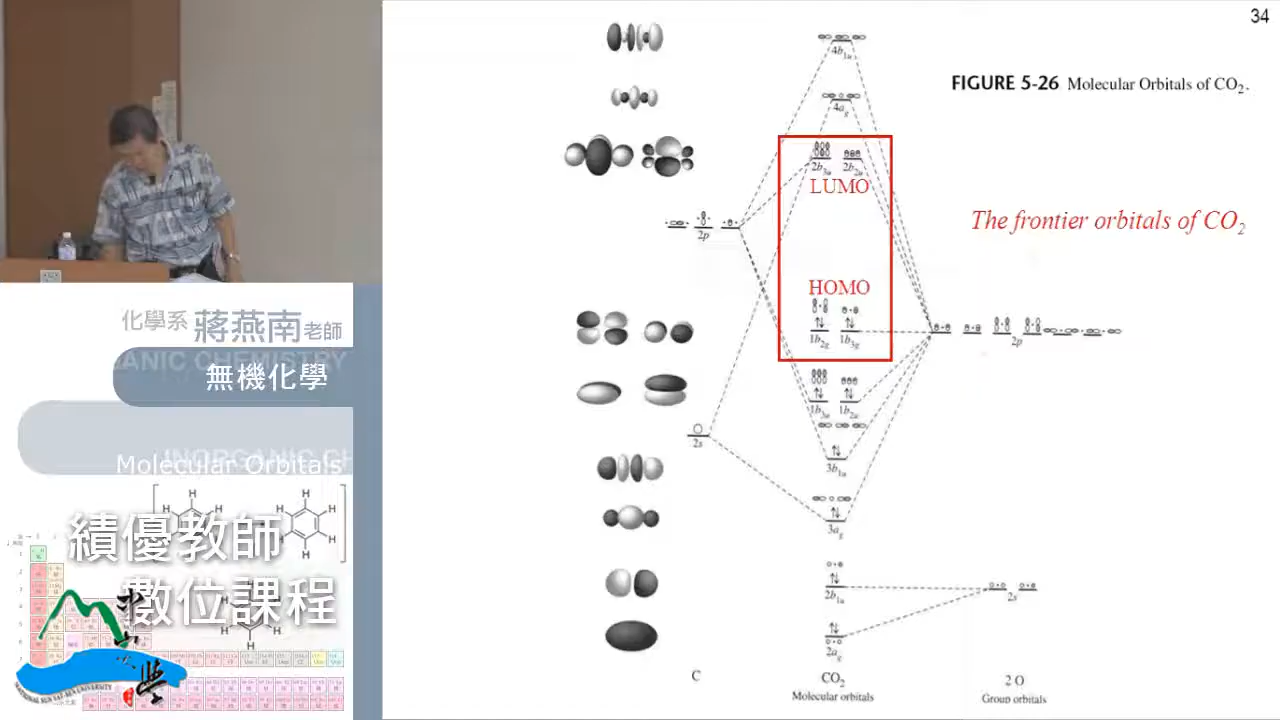 34
FIGURE 5-26 Molecular Orbitals of CO2.
4b1u
4ag
2b3u 2b2u
LUMO
The frontier orbitals of CO2
2p
HOMO
1b2g 1b3g
2p
1b3u 1b2u
2s
3b1u
3ag
2b1u
2s
2ag
C
CO2
Molecular orbitals
2 O
Group orbitals
化學系 蔣燕南老師
無機化學
Molecular Orbitals
績優教師
數位課程